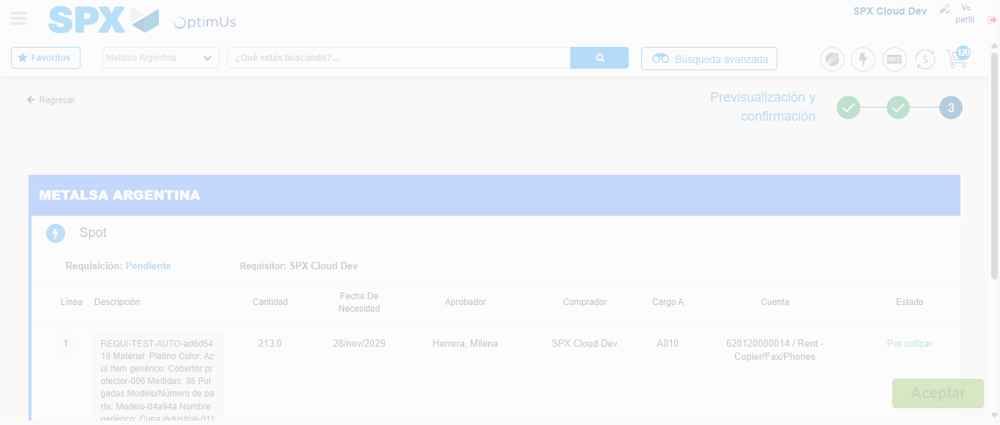 SPX OptimUs
SPX Cloud Dev
Ve
perfil
Favoritos
Metalsa Argentina
¿Qué estás buscando?...
Búsqueda avanzada
120
Regresar
Previsualización y
confirmación
3
METALSA ARGENTINA
Spot
Requisición: Pendiente
Requisitor: SPX Cloud Dev
Línea Descripción Cantidad Fecha De Necesidad Aprobador Comprador Cargo A Cuenta Estado
1
REQUI-TEST-AUTO-ad6d54
16 Material: Platino Color: Az
ul Item genérico: Cobertor pr
otector-006 Medidas: 98 Pul
gadas Modelo/Número de pa
rte: Modelo-04a94a Nombre
genérico: Cuna industrial-011
213.0
28/nov/2029
Herrera, Milena
SPX Cloud Dev
A010
620120000014 / Rent -
Copier/Fax/Phones
Por cotizar
Aceptar